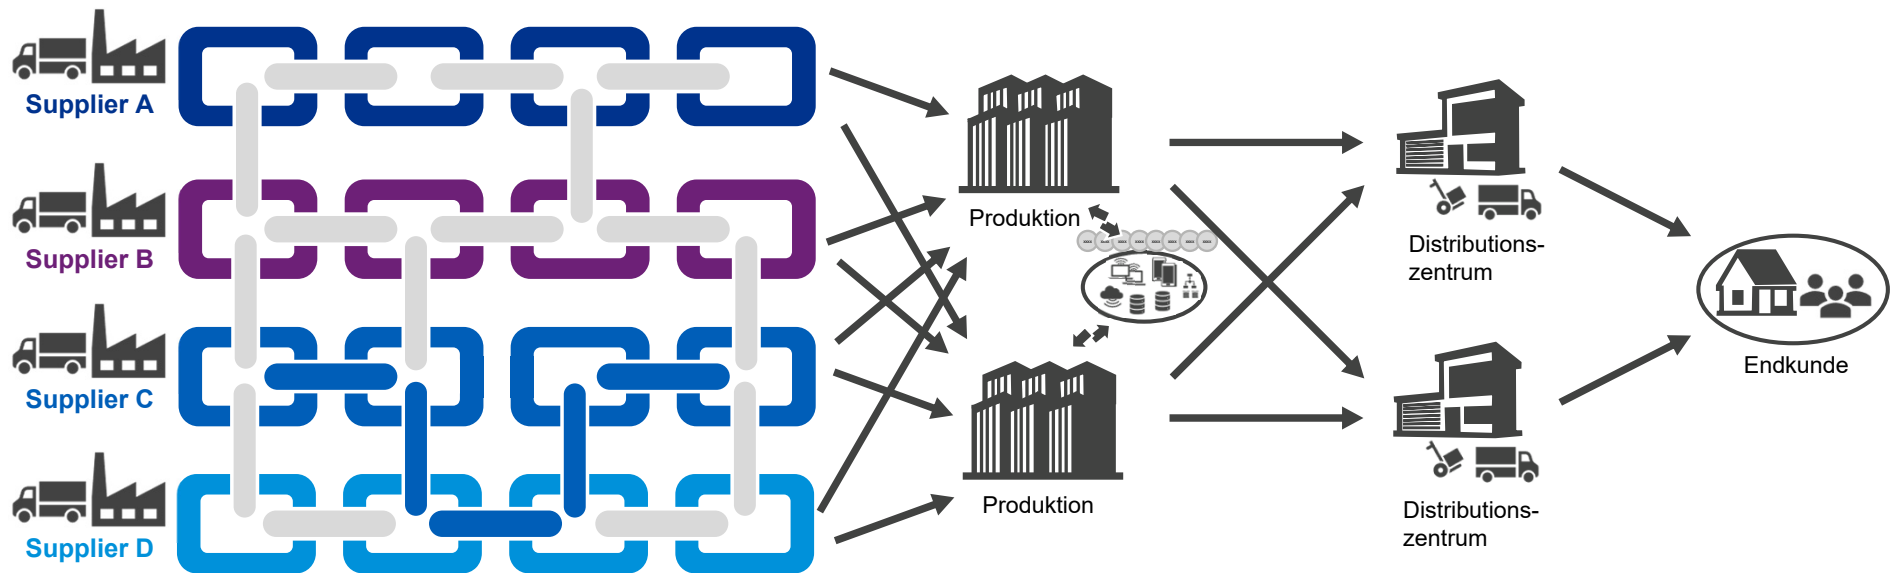 Supplier A
Supplier B
Supplier C
Supplier D
Produktion
Produktion
Distributions-
zentrum
Distributions-
zentrum
Endkunde